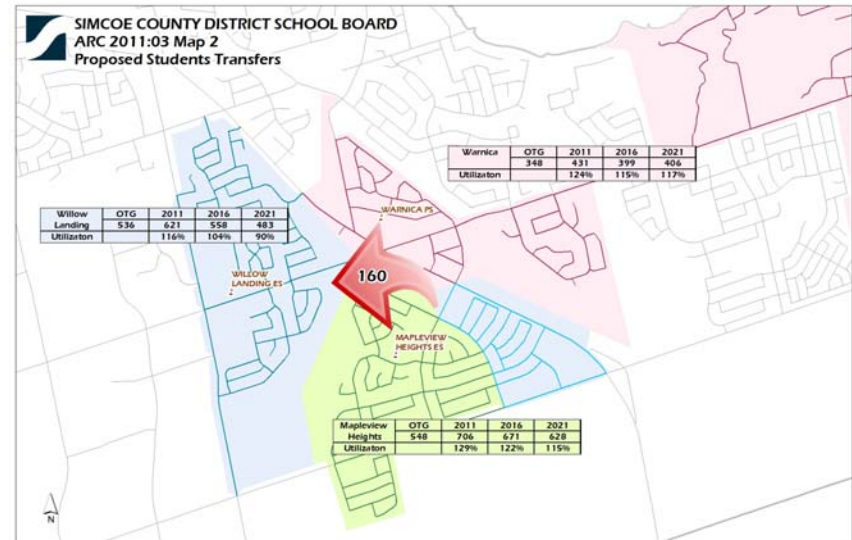 SIMCOE COUNTY DISTRICT SCHOOL BOARD
ARC 2011:03 Map 2
Proposed Students Transfers
Warnica OTG 2011 2016 2021
348 431 399 406
Utilizaton 124% 115% 117%
WARNICA PS
Willow OTG 2011 2016 2021
Landing 536 621 558 483
Utilizaton 116% 104% 90%
WILLOW
LANDING ES
160
MAPLEVIEW
HEIGHTS ES
Mapleview OTG 2011 2016 2021
Heights 548 706 671 628
Utilizaton 129% 122% 115%
N